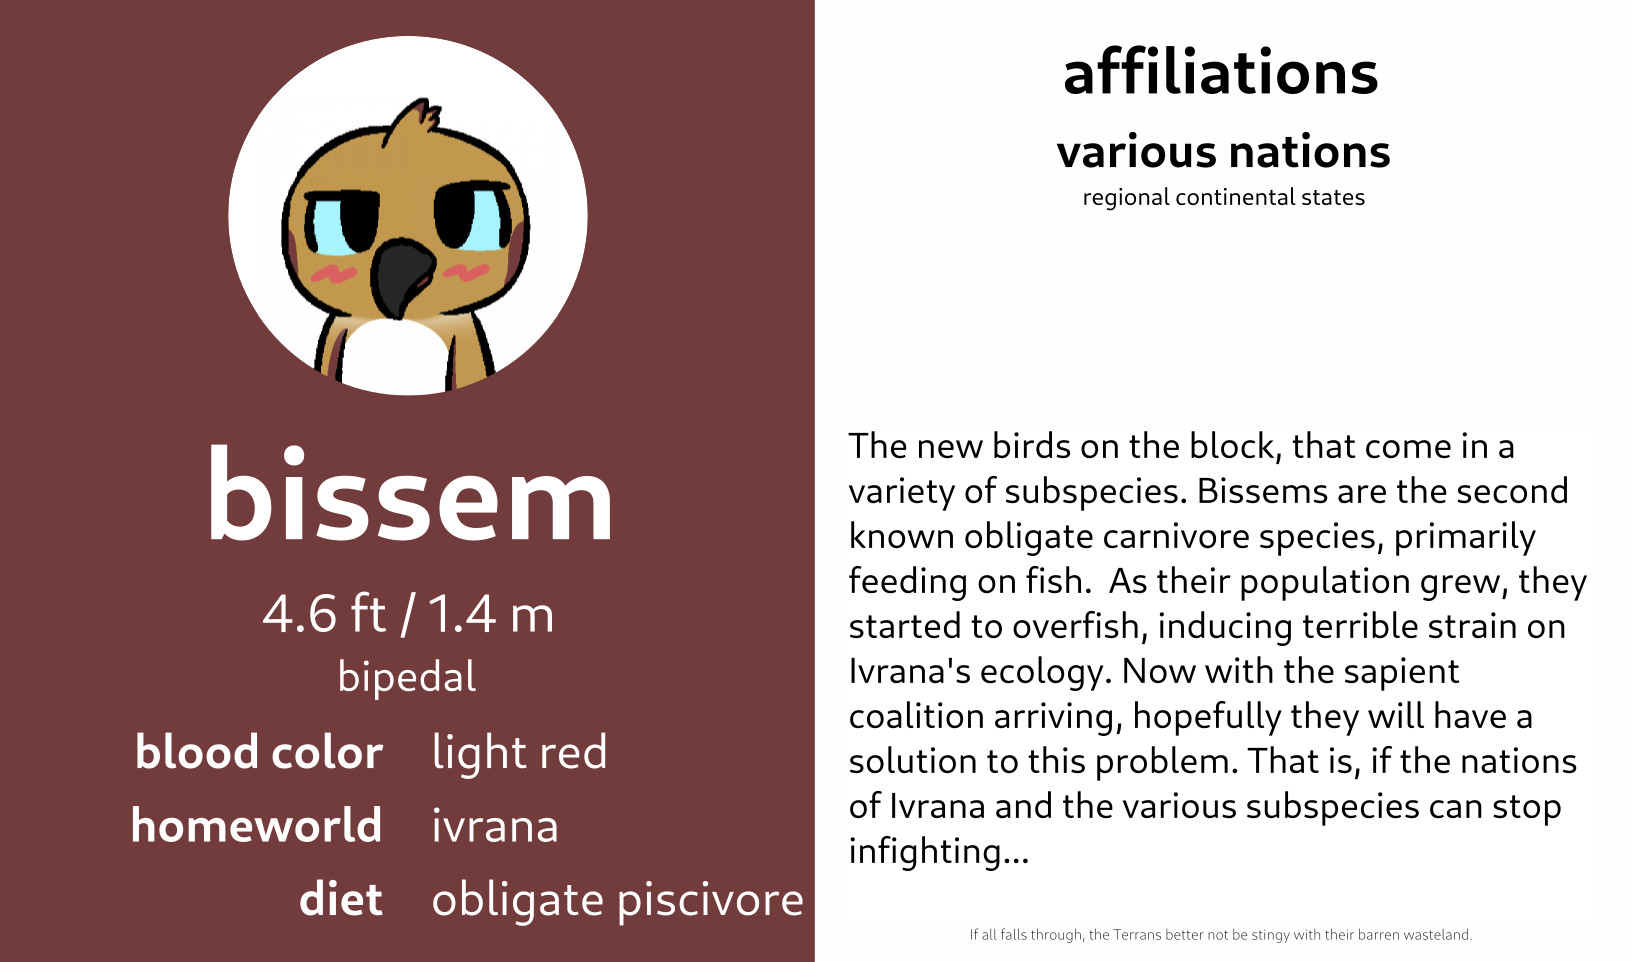 bissem
4.6 ft / 1.4 m
bipedal
blood color light red
homeworld ivrana
diet obligate piscivore
affiliations
various nations
regional continental states
The new birds on the block, that come in a
variety of subspecies. Bissems are the second
known obligate carnivore species, primarily
feeding on fish.  As their population grew, they
started to overfish, inducing terrible strain on
Ivrana's ecology. Now with the sapient
coalition arriving, hopefully they will have a
solution to this problem. That is, if the nations
of Ivrana and the various subspecies can stop
infighting...
If all falls through, the Terrans better not be stingy with their barren wasteland.